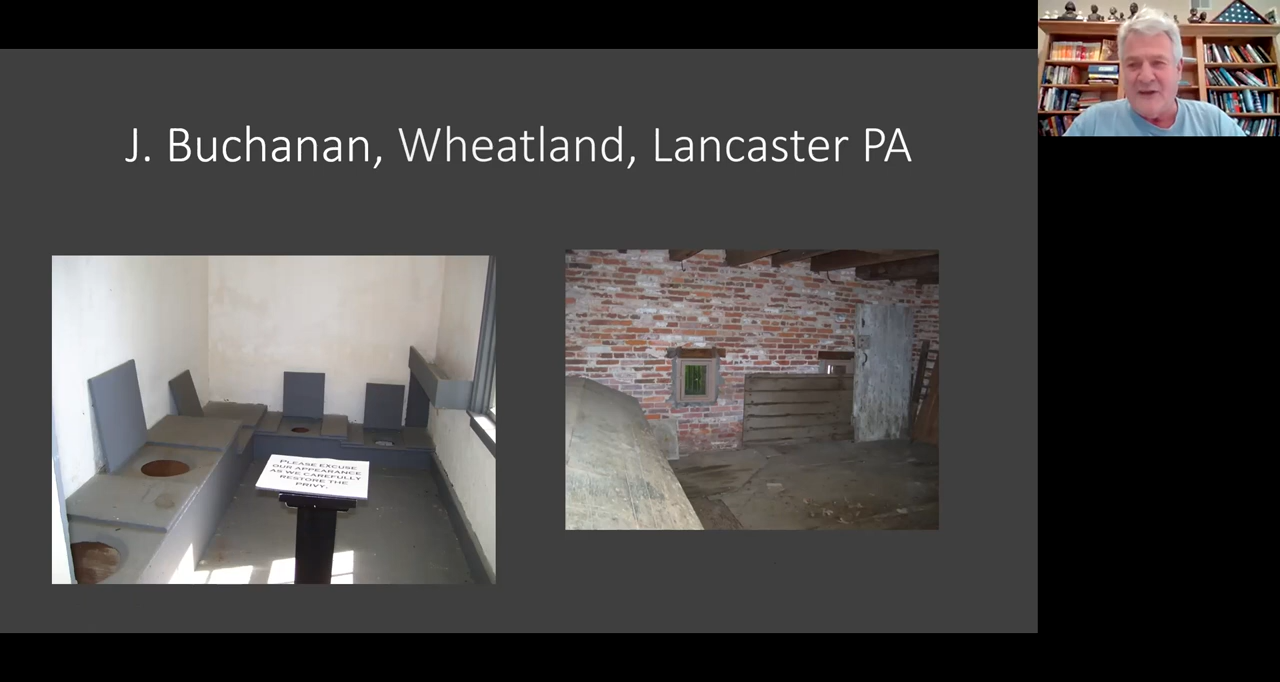 J. Buchanan, Wheatland, Lancaster PA
PLEASE EXCUSE
OUR APPEARANCE
AS WE CAREFULLY
RESTORE THE
PRIVY.